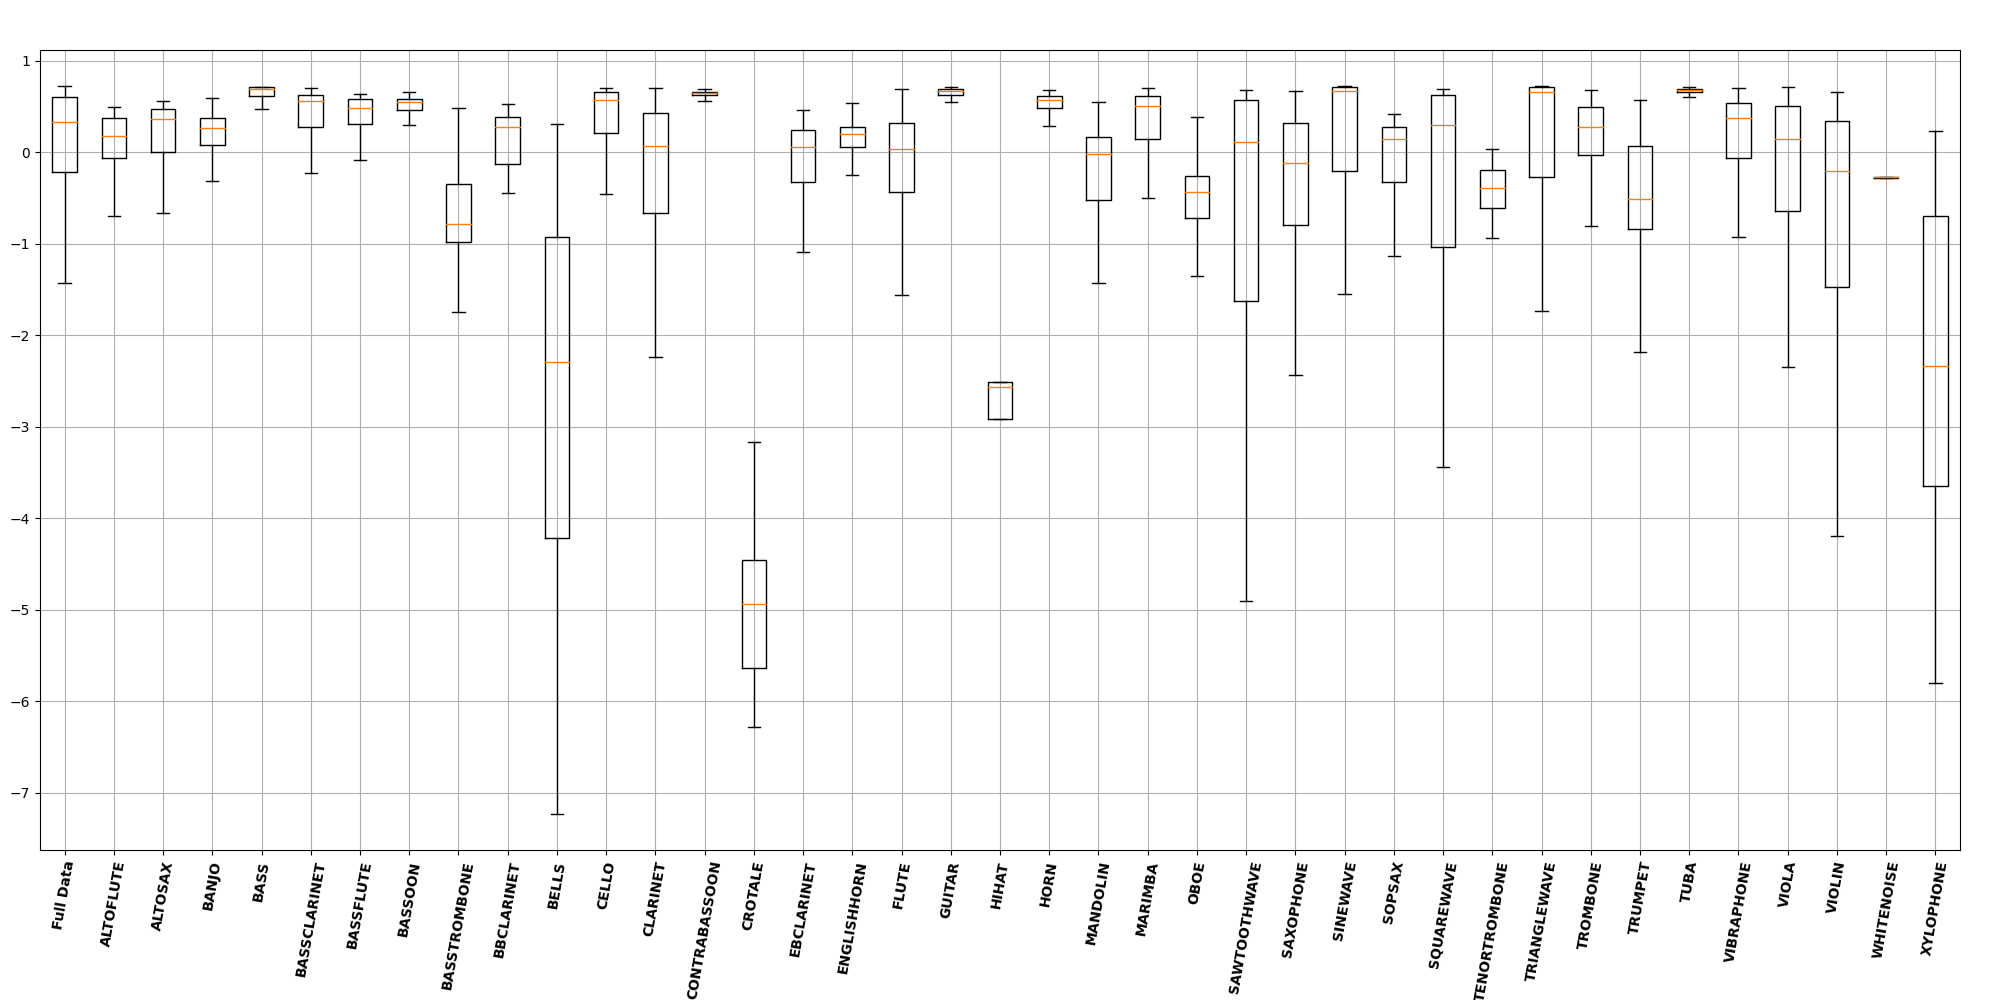 1
0
−1
−2
−3
−4
−5
−6
−7
Full Data
ALTOFLUTE
ALTOSAX
BANJO
BASS
BASSCLARINET
BASSFLUTE
BASSOON
BASSTROMBONE
BBCLARINET
BELLS
CELLO
CLARINET
CONTRABASSOON
CROTALE
EBCLARINET
ENGLISHHORN
FLUTE
GUITAR
HIHAT
HORN
MANDOLIN
MARIMBA
OBOE
SAWTOOTHWAVE
SAXOPHONE
SINEWAVE
SOPSAX
SQUAREWAVE
TENORTROMBONE
TRIANGLEWAVE
TROMBONE
TRUMPET
TUBA
VIBRAPHONE
VIOLA
VIOLIN
WHITENOISE
XYLOPHONE